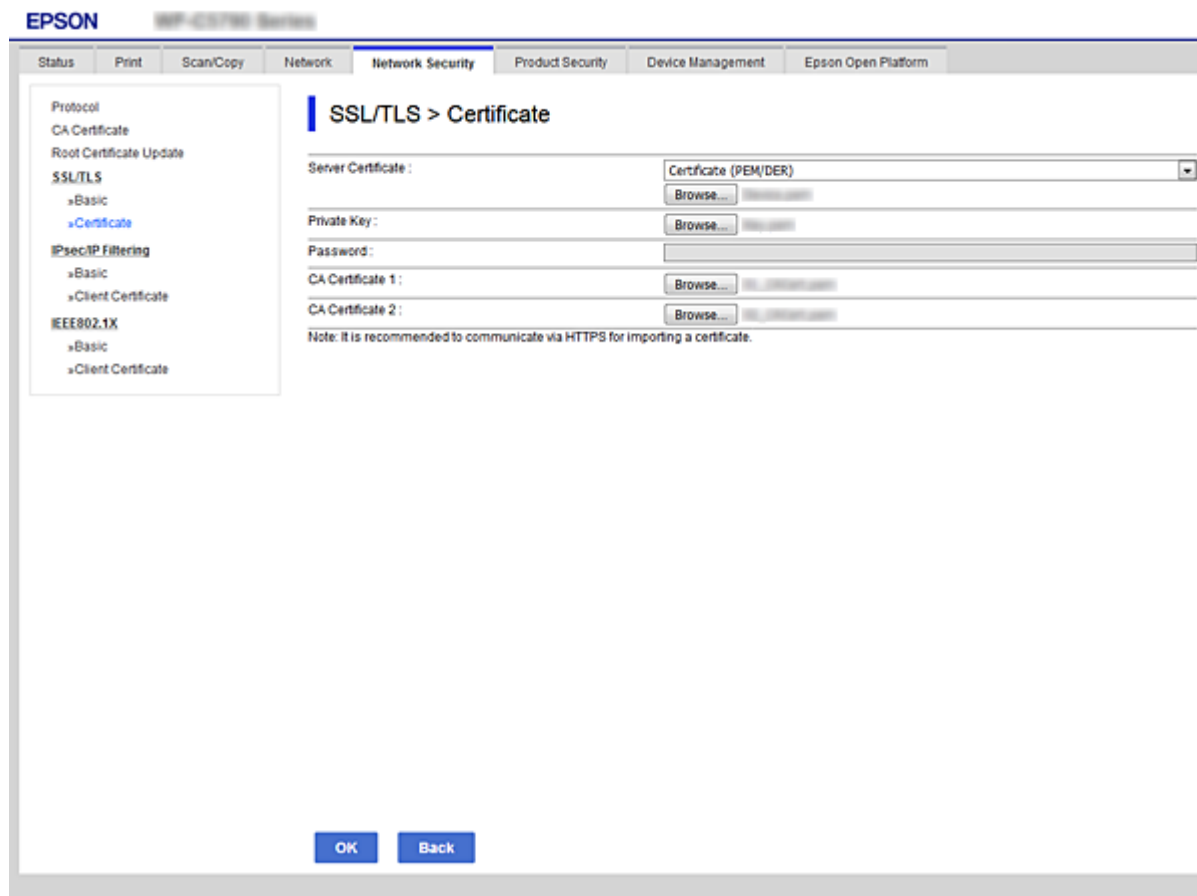 EPSON
Status Print Scan/Copy Network Network Security Product Security Device Management Epson Open Platform
Protocol
CA Certificate
Root Certificate Update
SSL/TLS
»Basic
»Certificate
IPsec/IP Filtering
»Basic
»Client Certificate
IEEE802.1X
»Basic
»Client Certificate
SSL/TLS > Certificate
Server Certificate :
Certificate (PEM/DER)
Browse...
Private Key :
Browse...
Password :
CA Certificate 1 :
Browse...
CA Certificate 2 :
Browse...
Note: It is recommended to communicate via HTTPS for importing a certificate.
OK Back